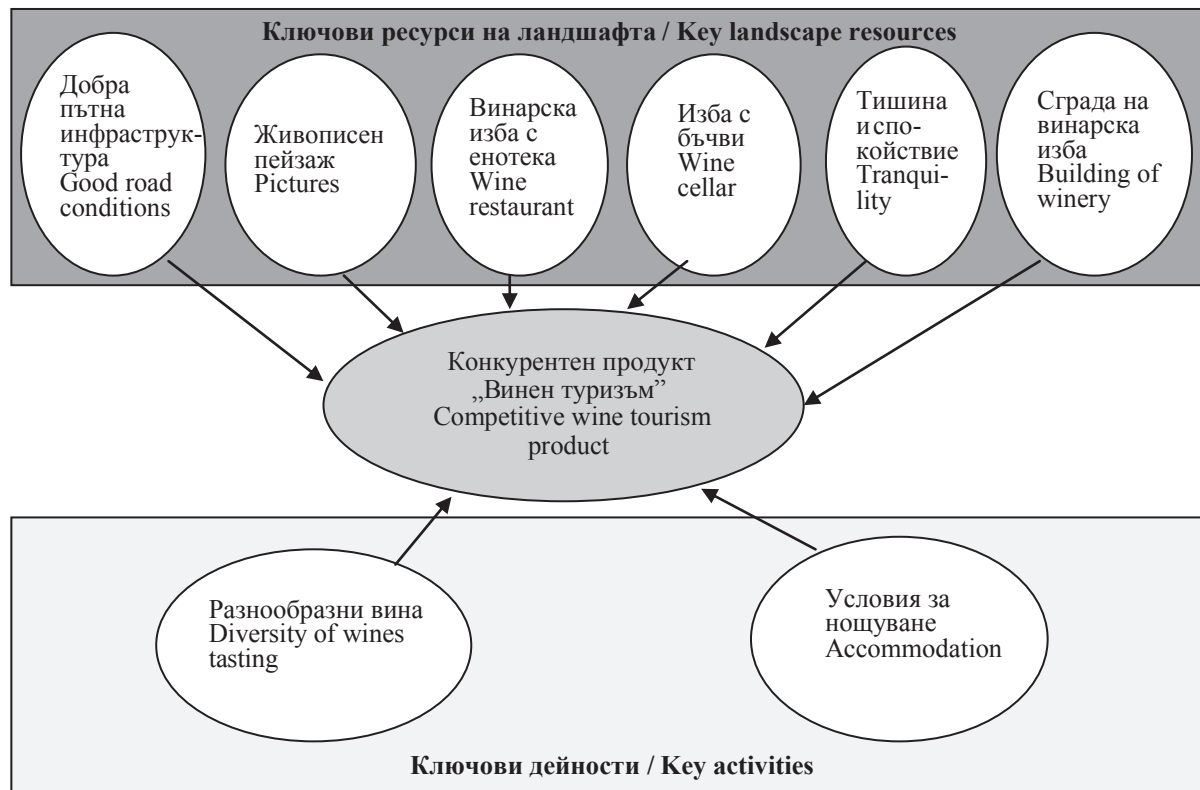 Ключови ресурси на ландшафта / Key landscape resources
Добра
пътна
инфраструк-
тура
Good road
conditions
Живописен
пейзаж
Pictures
Винарска
изба с
енотека
Wine
restaurant
Изба с
бъчви
Wine
cellar
Тишина
и спо-
койствие
Tranqui-
lity
Сграда на
винарска
изба
Building of
winery
Конкурентен продукт
„Винен туризъм”
Competitive wine tourism
product
Разнообразни вина
Diversity of wines
tasting
Условия за
нощуване
Accommodation
Ключови дейности / Key activities